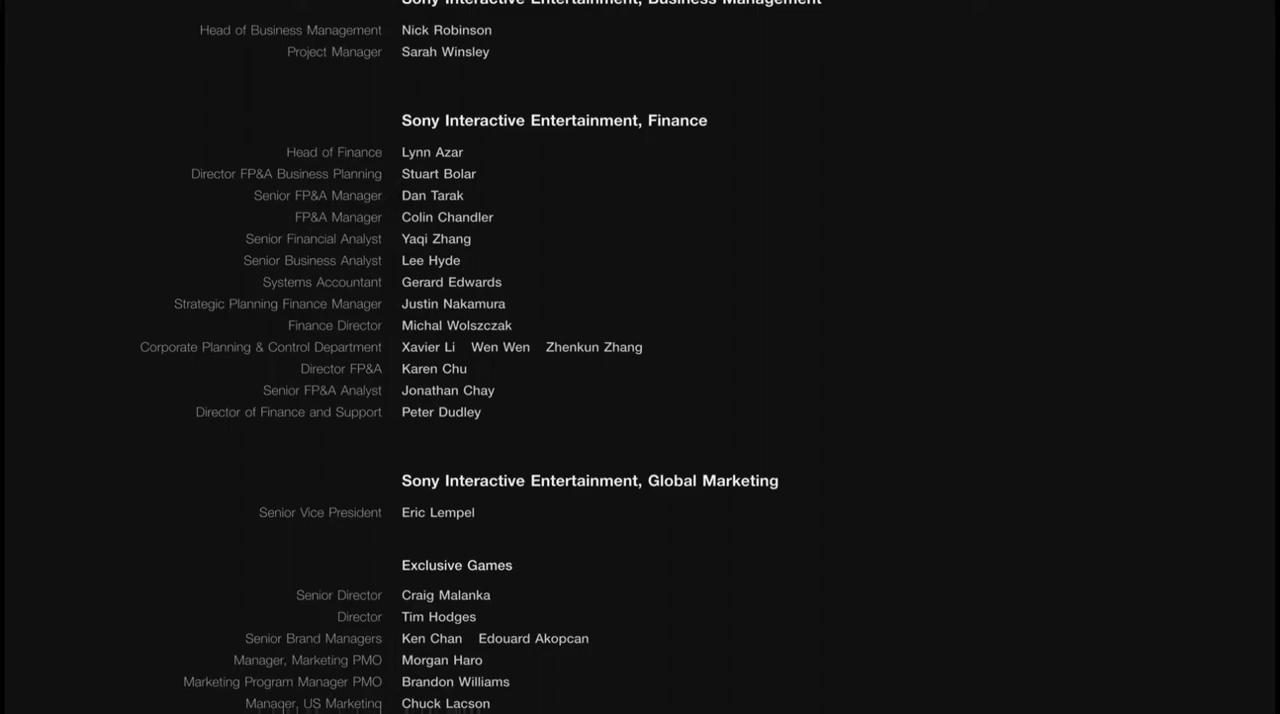 Sony Interactive Entertainment, Business Management
Head of Business Management Nick Robinson
Project Manager Sarah Winsley
Sony Interactive Entertainment, Finance
Head of Finance Lynn Azar
Director FP&A Business Planning Stuart Bolar
Senior FP&A Manager Dan Tarak
FP&A Manager Colin Chandler
Senior Financial Analyst Yaqi Zhang
Senior Business Analyst Lee Hyde
Systems Accountant Gerard Edwards
Strategic Planning Finance Manager Justin Nakamura
Finance Director Michal Wolszczak
Corporate Planning & Control Department Xavier Li Wen Wen Zhenkun Zhang
Director FP&A Karen Chu
Senior FP&A Analyst Jonathan Chay
Director of Finance and Support Peter Dudley
Sony Interactive Entertainment, Global Marketing
Senior Vice President Eric Lempel
Exclusive Games
Senior Director Craig Malanka
Director Tim Hodges
Senior Brand Managers Ken Chan Edouard Akopcan
Manager, Marketing PMO Morgan Haro
Marketing Program Manager PMO Brandon Williams
Manager, US Marketing Chuck Lacson